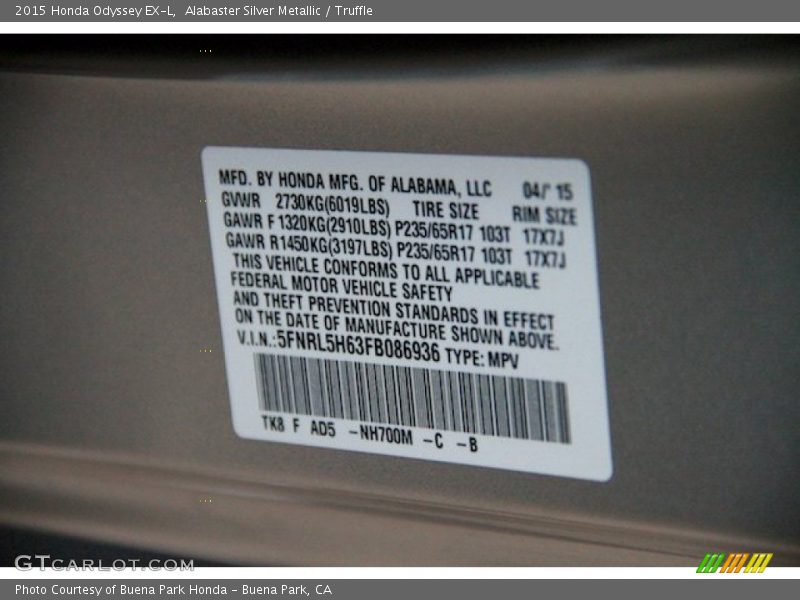 2015 Honda Odyssey EX-L,  Alabaster Silver Metallic / Truffle
MFD. BY HONDA MFG. OF ALABAMA, LLC 04/' 15
GVWR 2730KG(6019LBS) TIRE SIZE RIM SIZE
GAWR F 1320KG(2910LBS) P235/65R17 103T 17X7J
GAWR R1450KG(3197LBS) P235/65R17 103T 17X7J
THIS VEHICLE CONFORMS TO ALL APPLICABLE
FEDERAL MOTOR VEHICLE SAFETY
AND THEFT PREVENTION STANDARDS IN EFFECT
ON THE DATE OF MANUFACTURE SHOWN ABOVE.
V.I.N.:5FNRL5H63FB086936 TYPE: MPV
TK8 F AD5 -NH700M -C -B
GTCARLOT.COM
Photo Courtesy of Buena Park Honda - Buena Park, CA